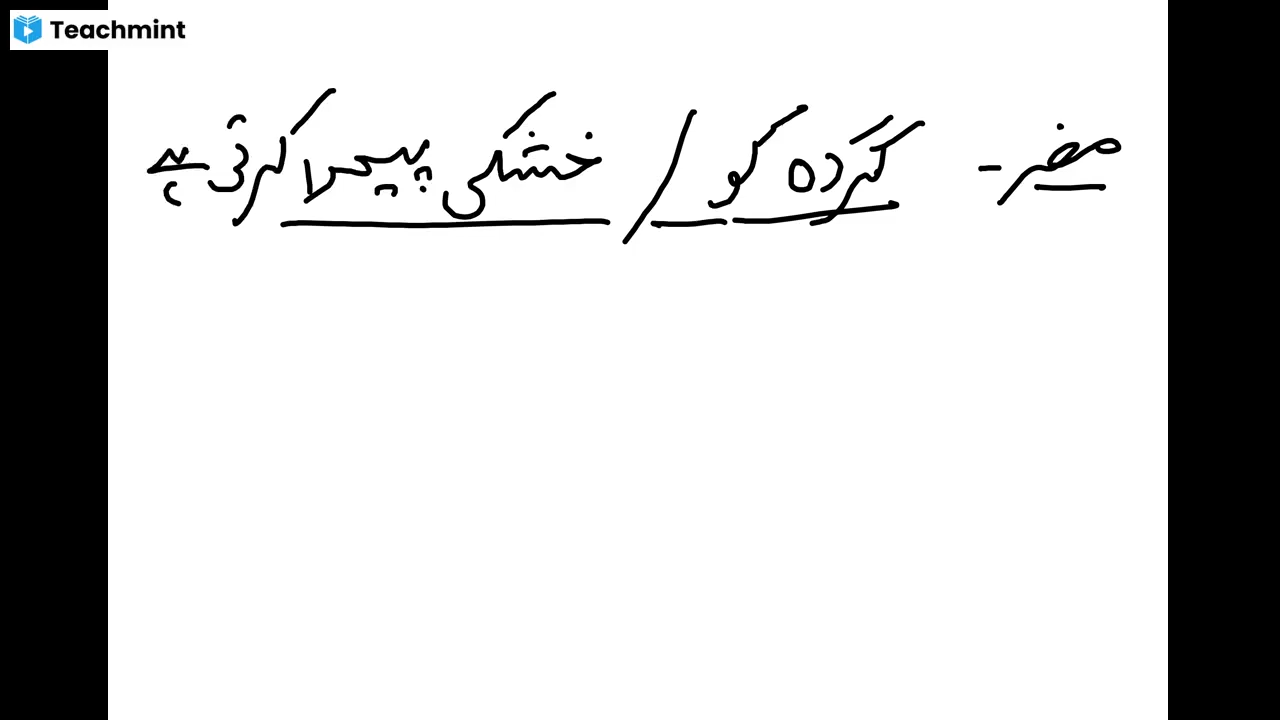 Teachmint
مضر - گردہ کو / خشکی پیدا کرتی ہے